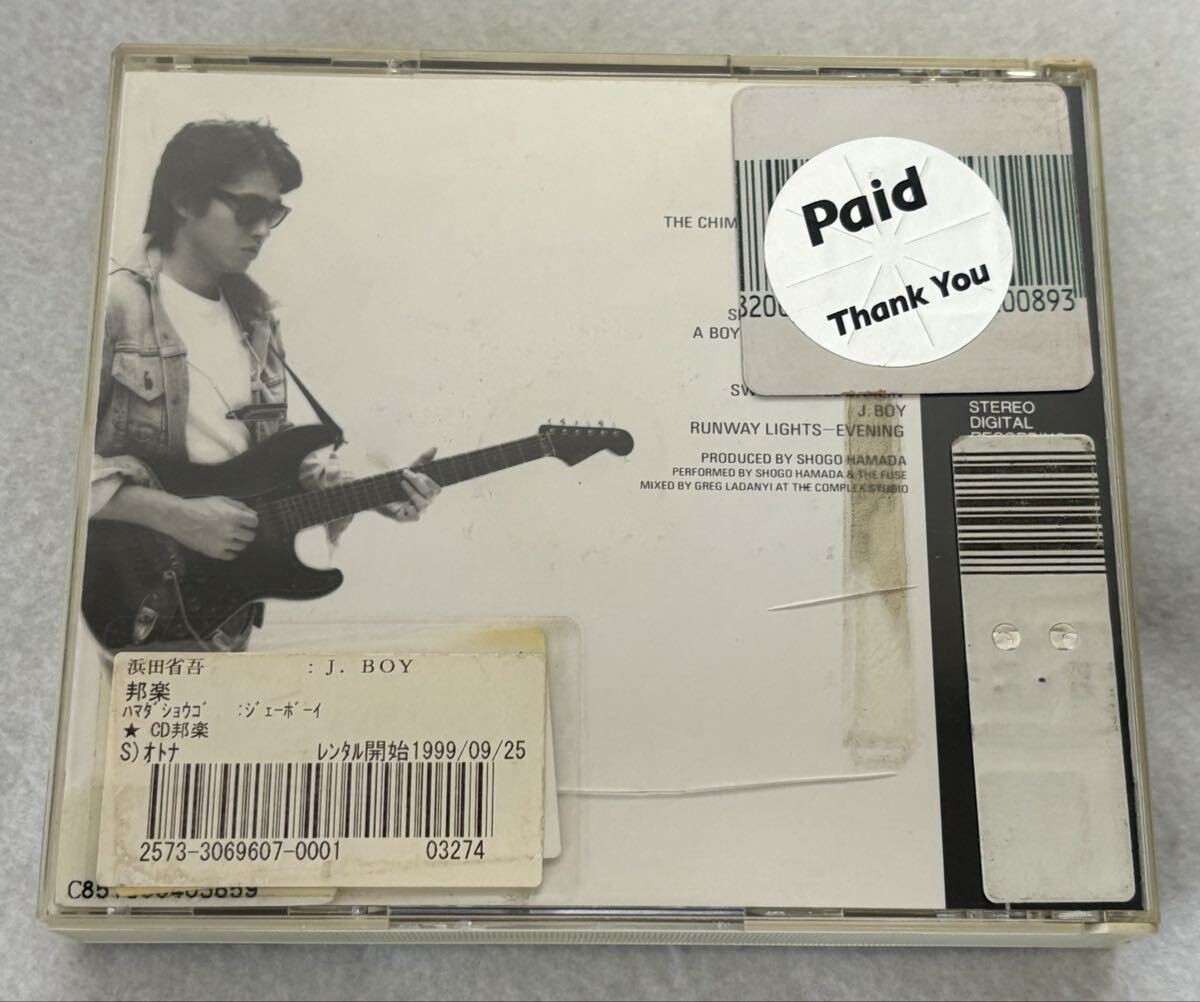 THE
Paid
Thank You
00893
A BOY
J. BOY
RUNWAY LIGHTS—EVENING
PRODUCED BY SHOGO HAMADA
PERFORMED BY SHOGO HAMADA & THE FUSE
MIXED BY GREG LADANYI AT THE COMPLEX STUDIO
STEREO
DIGITAL
RECORDING
浜田省吾 : J. BOY
邦楽
ﾊﾏﾀﾞｼｮｳｺﾞ :ｼﾞｪｰﾎﾞｰｲ
★ CD邦楽
S)ｵﾄﾅ ﾚﾝﾀﾙ開始1999/09/25
2573-3069607-0001 03274